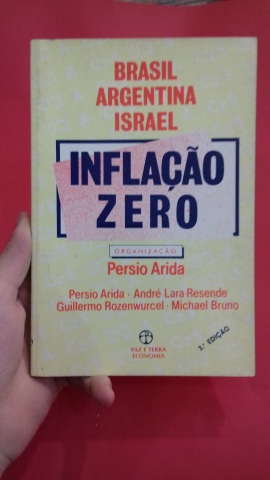 BRASIL
ARGENTINA
ISRAEL
INFLAÇÃO
ZERO
ORGANIZAÇÃO
Persio Arida
Persio Arida · André Lara Resende
Guillermo Rozenwurcel · Michael Bruno
3.ª EDIÇÃO
PAZ E TERRA
ECONOMIA